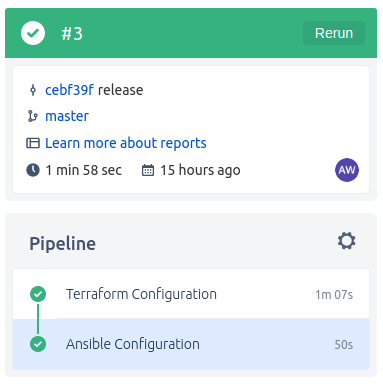 #3 Rerun
cebf39f release
master
Learn more about reports
1 min 58 sec 15 hours ago AW
Pipeline
Terraform Configuration 1m 07s
Ansible Configuration 50s